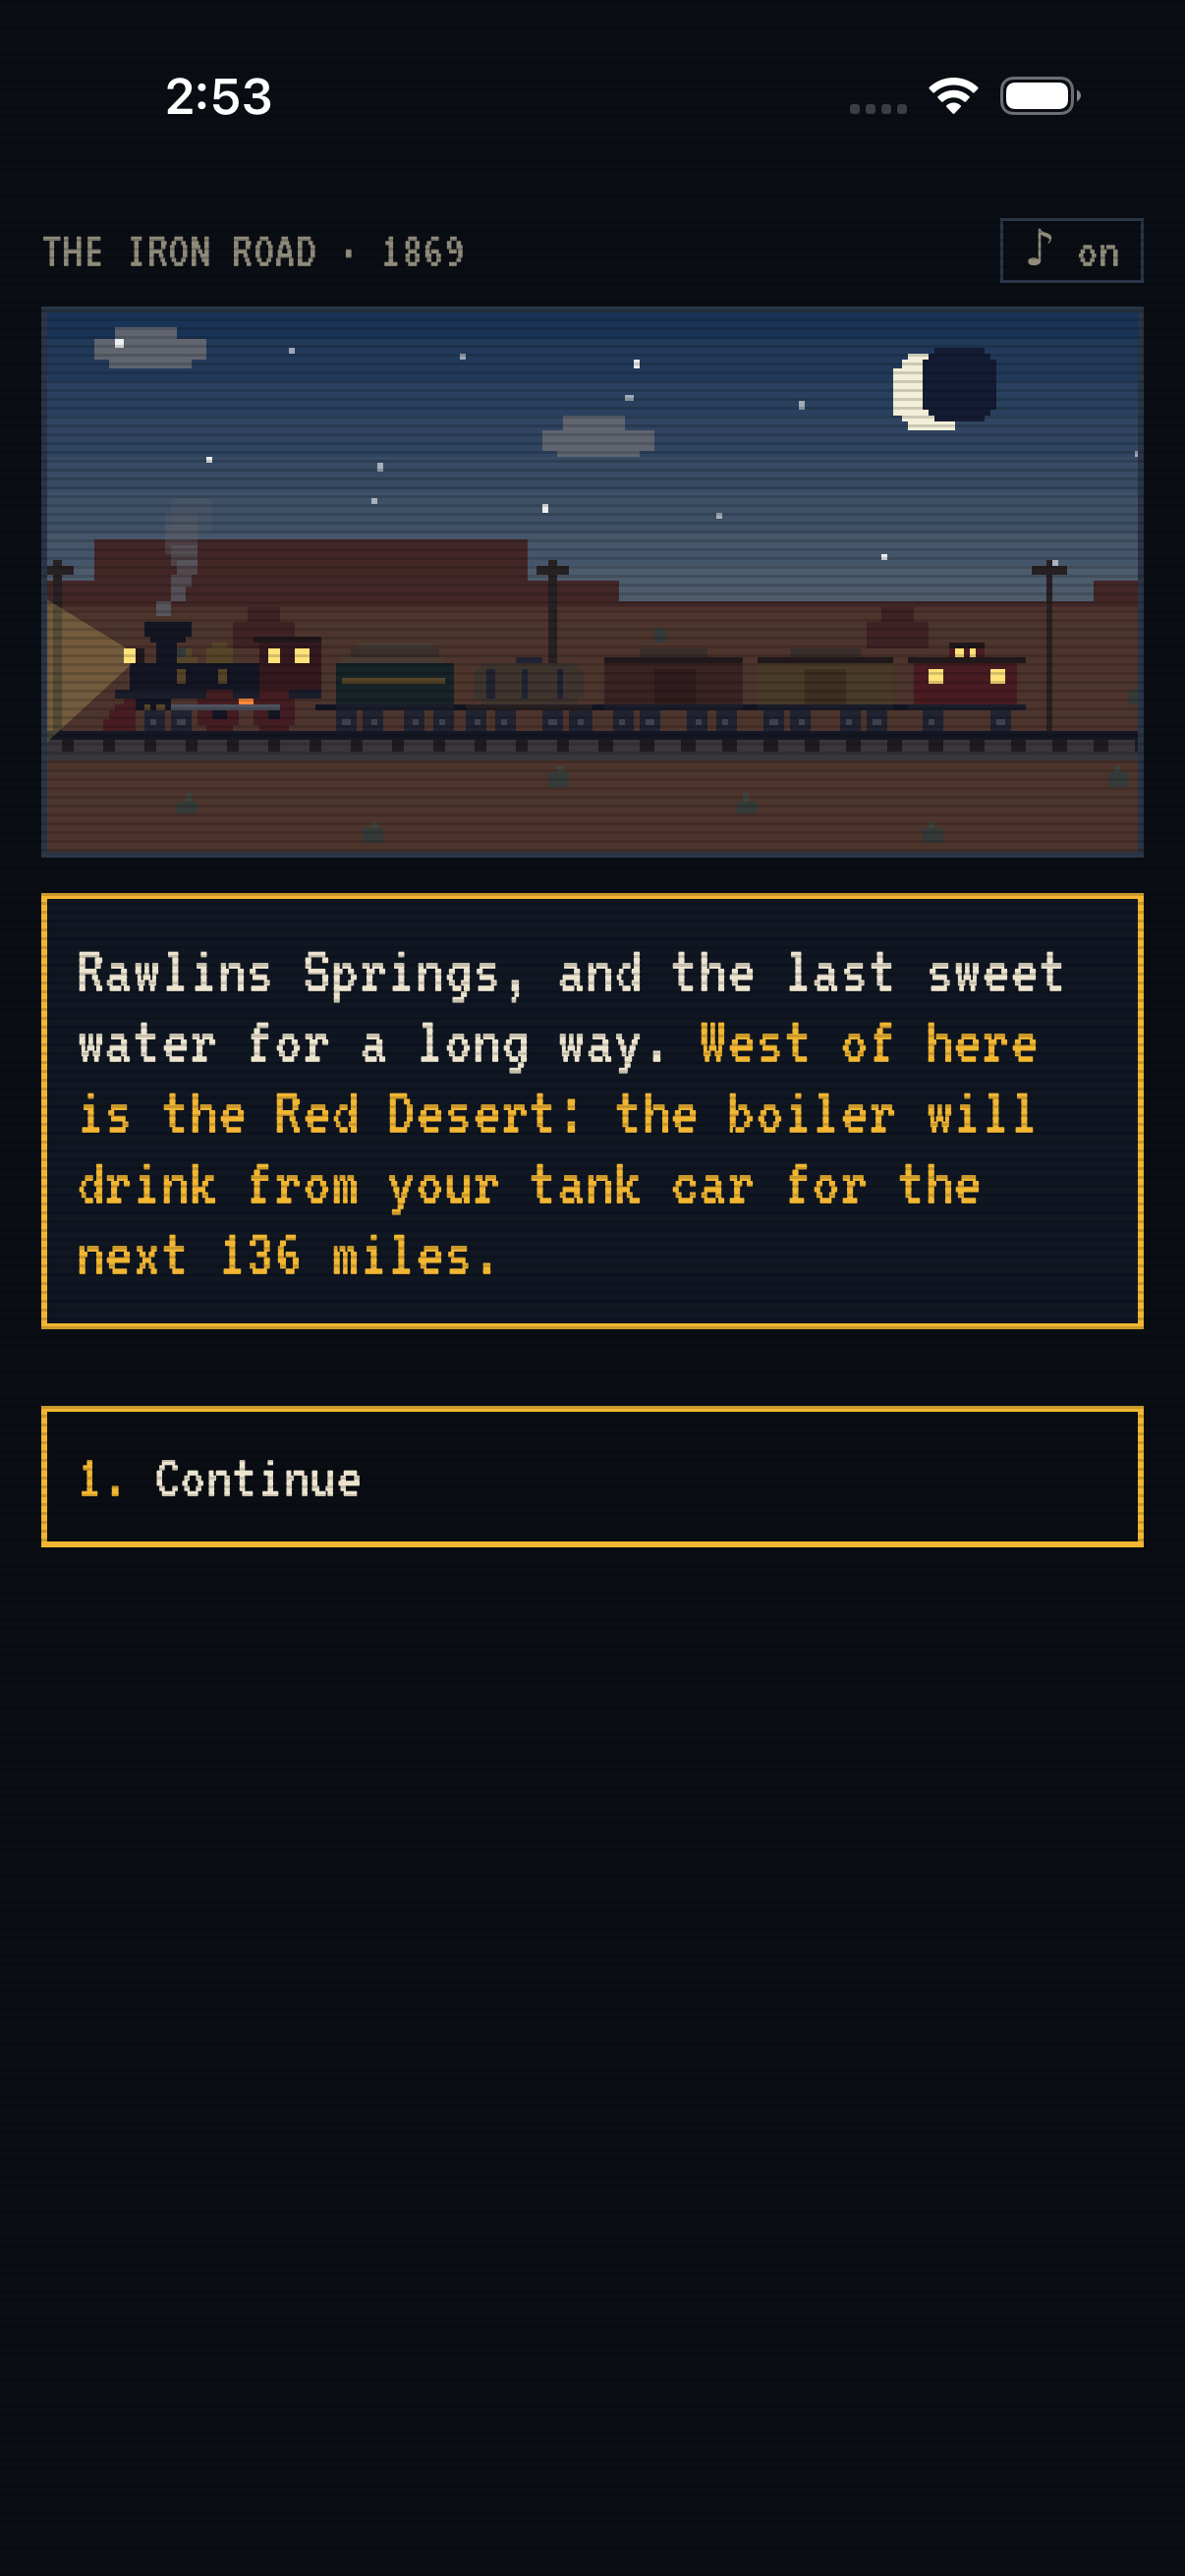 2:53
THE IRON ROAD · 1869
♪ on
Rawlins Springs, and the last sweet
water for a long way. West of here
is the Red Desert: the boiler will
drink from your tank car for the
next 136 miles.
1. Continue